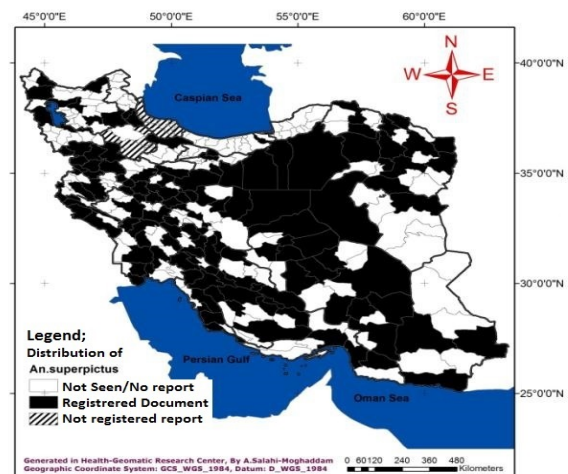 45°0'0"E 50°0'0"E 55°0'0"E 60°0'0"E
N
W E
S
40°0'0"N
Caspian Sea
35°0'0"N
30°0'0"N
25°0'0"N
Legend;
Distribution of
An.superpictus
Not Seen/No report
Registrered Document
Not registered report
Persian Gulf
Oman Sea
Generated in Health-Geomatic Research Center, By A.Salahi-Moghaddam
Geographic Coordinate System: GCS_WGS_1984, Datum: D_WGS_1984
0 60120 240 360 480
Kilometers